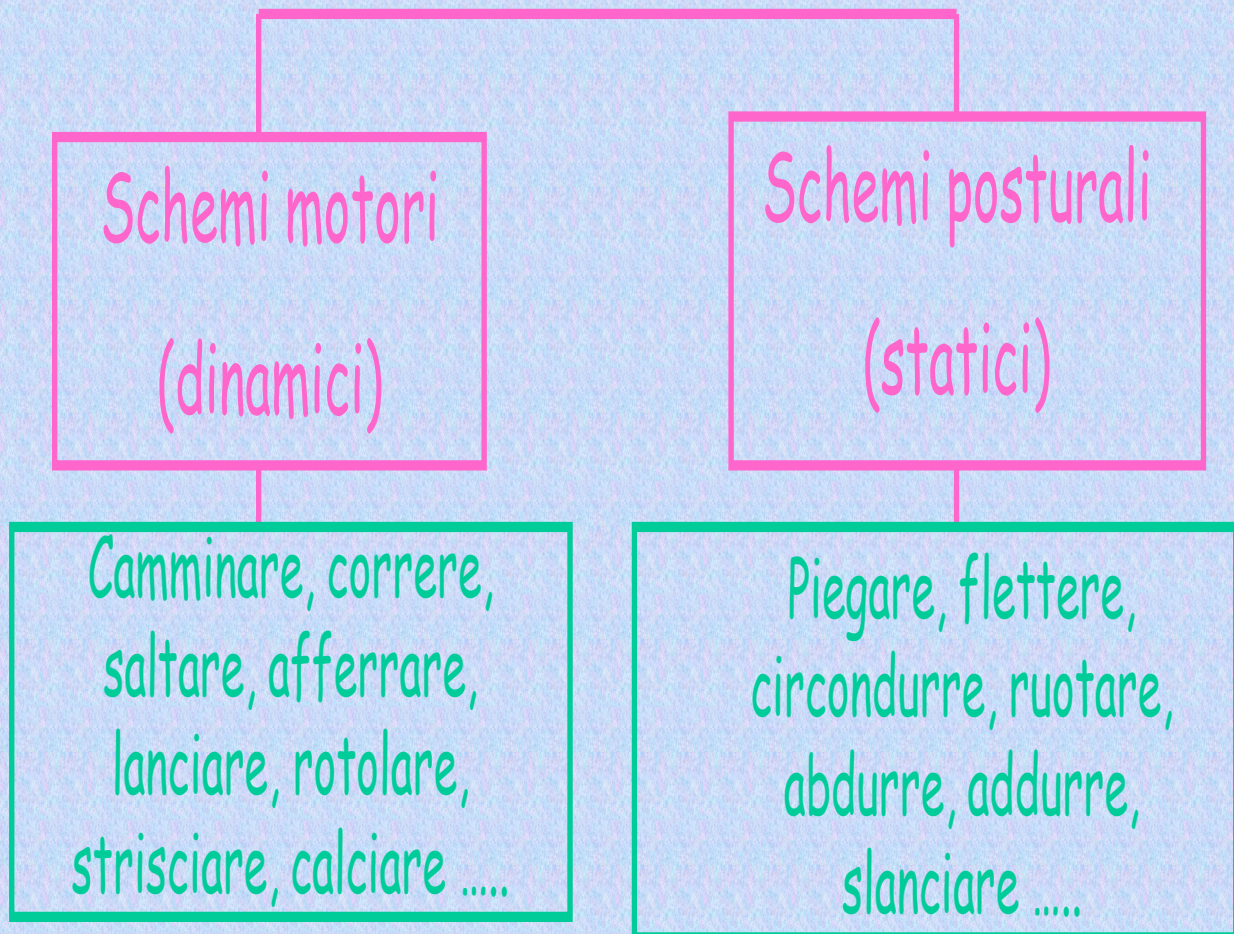 Schemi motori
(dinamici)
Schemi posturali
(statici)
Camminare, correre,
saltare, afferrare,
lanciare, rotolare,
strisciare, calciare .....
Piegare, flettere,
circondurre, ruotare,
abdurre, addurre,
slanciare .....